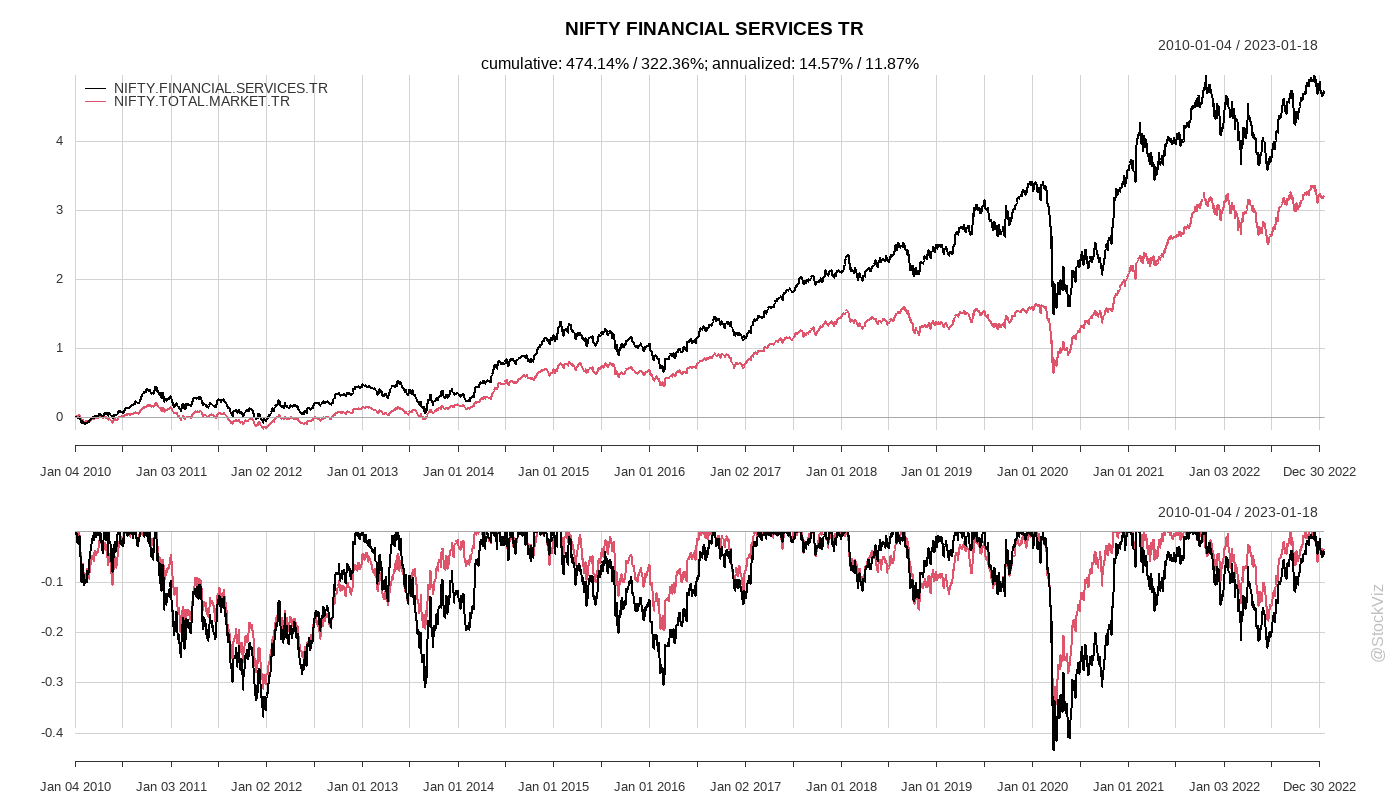 NIFTY FINANCIAL SERVICES TR
2010-01-04 / 2023-01-18
cumulative: 474.14% / 322.36%; annualized: 14.57% / 11.87%
NIFTY.FINANCIAL.SERVICES.TR
NIFTY.TOTAL.MARKET.TR
4
3
2
1
0
Jan 04 2010 Jan 03 2011 Jan 02 2012 Jan 01 2013 Jan 01 2014 Jan 01 2015 Jan 01 2016 Jan 02 2017 Jan 01 2018 Jan 01 2019 Jan 01 2020 Jan 01 2021 Jan 03 2022 Dec 30 2022
2010-01-04 / 2023-01-18
-0.1
-0.2
-0.3
-0.4
Jan 04 2010 Jan 03 2011 Jan 02 2012 Jan 01 2013 Jan 01 2014 Jan 01 2015 Jan 01 2016 Jan 02 2017 Jan 01 2018 Jan 01 2019 Jan 01 2020 Jan 01 2021 Jan 03 2022 Dec 30 2022
@StockViz